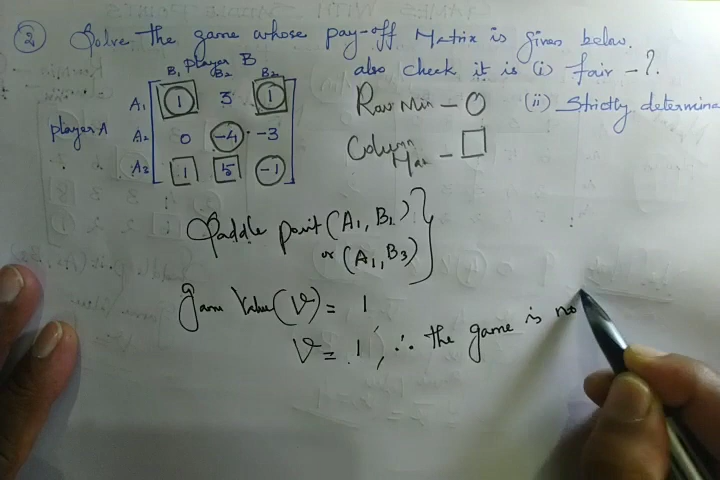 ② Solve the game whose pay-off Matrix is given below.
also check it is (i) fair - ?
(ii) Strictly determina
player B
B₁ B₂ B₃
A₁ 1 3 1
player A A₂ 0 -4 -3
A₃ 1 5 -1
Row Min - ○
Column Max - □
Saddle point (A₁, B₁)
or (A₁, B₃)
game Value (V) = 1
V = 1, ∴ the game is no